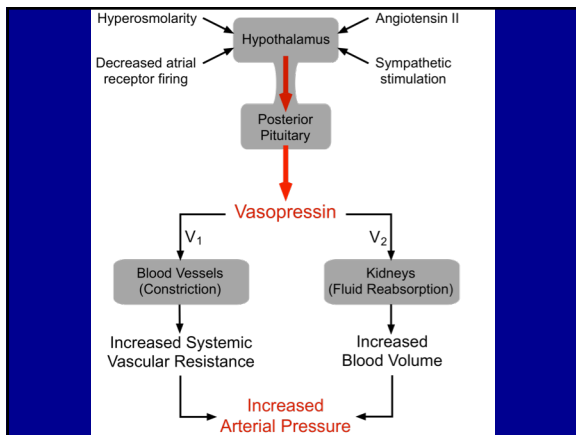 Hyperosmolarity
Angiotensin II
Hypothalamus
Decreased atrial
receptor firing
Sympathetic
stimulation
Posterior
Pituitary
Vasopressin
V1
V2
Blood Vessels
(Constriction)
Kidneys
(Fluid Reabsorption)
Increased Systemic
Vascular Resistance
Increased
Blood Volume
Increased
Arterial Pressure